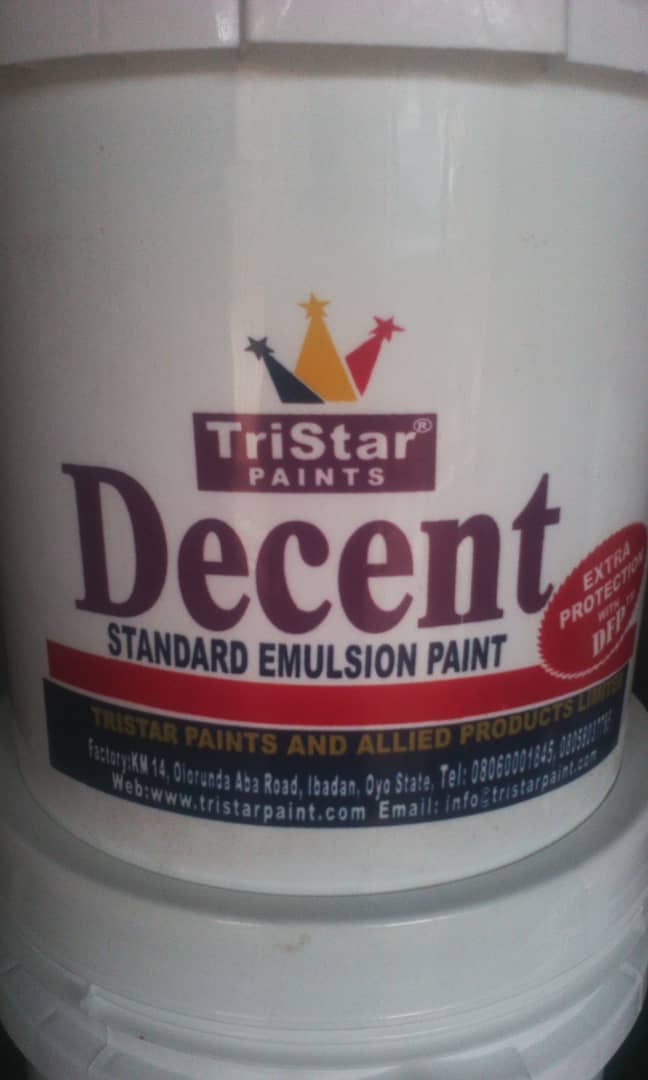 TriStar®
PAINTS
Decent
STANDARD EMULSION PAINT
EXTRA
PROTECTION
WITH
DFP
TRISTAR PAINTS AND ALLIED PRODUCTS
Factory:KM 14, Olorunda Aba Road, Ibadan, Oyo State, Tel: 08060001845,
Web:www.tristarpaint.com Email: info@tristarpaint.com